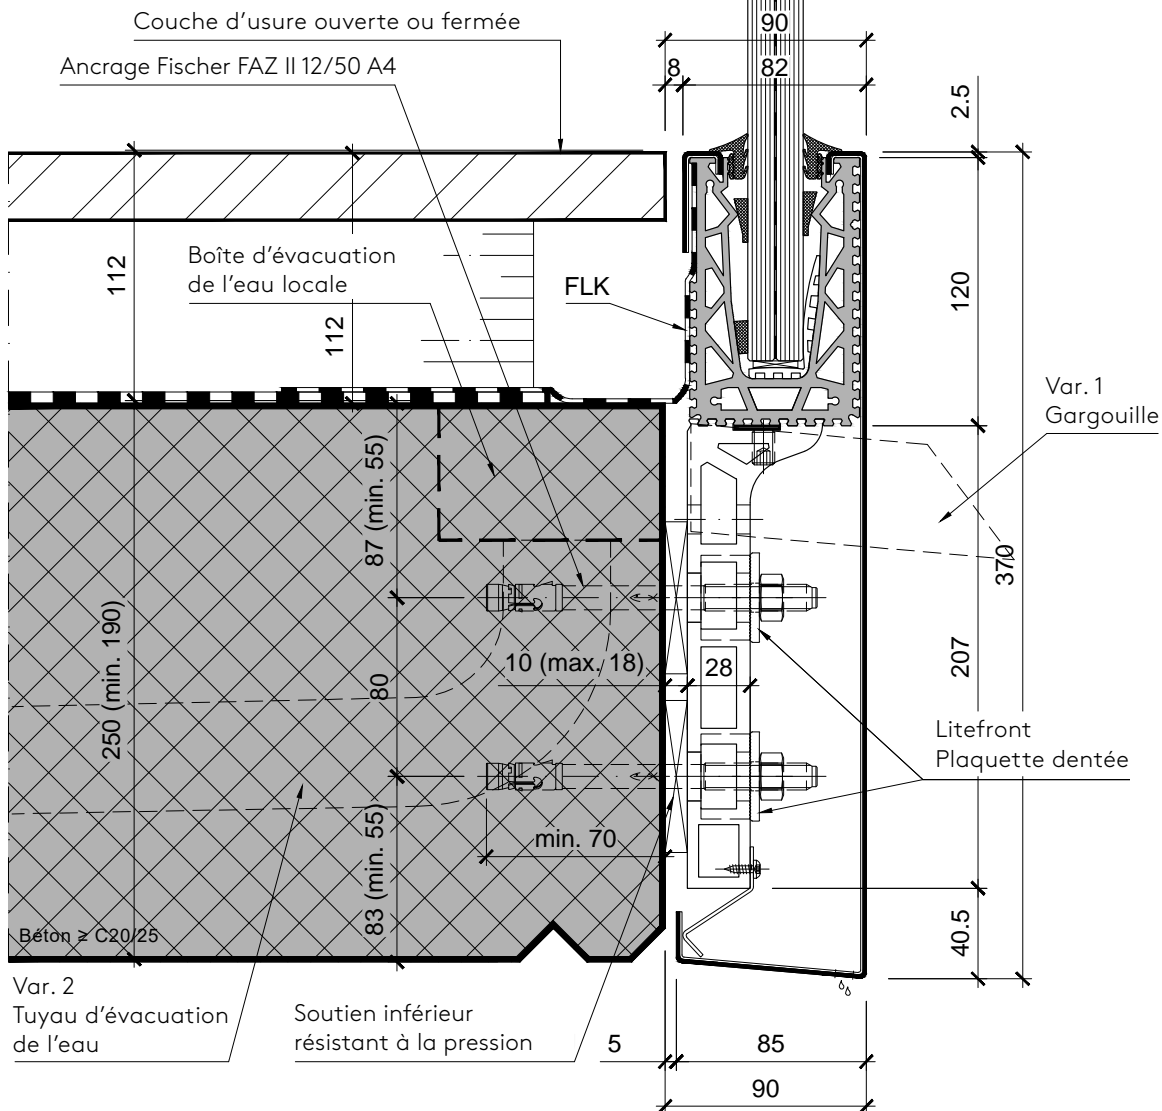 Couche d'usure ouverte ou fermée
90
Ancrage Fischer FAZ II 12/50 A4
8
82
2.5
112
Boîte d'évacuation
de l'eau locale
FLK
120
112
Var. 1
Gargouille
87 (min. 55)
370
250 (min. 190)
10 (max. 18)
28
207
80
Litefront
Plaquette dentée
min. 70
83 (min. 55)
Béton ≥ C20/25
40.5
Var. 2
Tuyau d'évacuation
de l'eau
Soutien inférieur
résistant à la pression
5
85
90